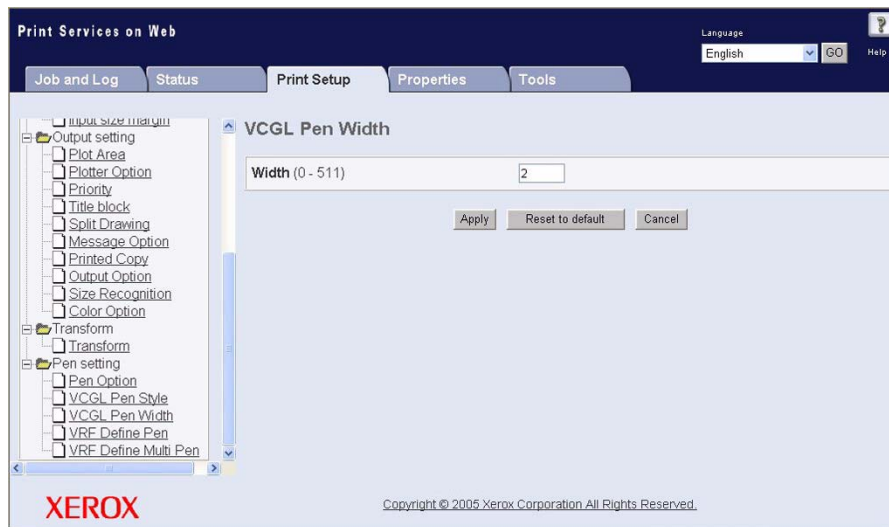 Print Services on Web
Language
English
GO
?
Help
Job and Log
Status
Print Setup
Properties
Tools
Input size margin
Output setting
Plot Area
Plotter Option
Priority
Title block
Split Drawing
Message Option
Printed Copy
Output Option
Size Recognition
Color Option
Transform
Transform
Pen setting
Pen Option
VCGL Pen Style
VCGL Pen Width
VRF Define Pen
VRF Define Multi Pen
VCGL Pen Width
Width (0 - 511)
2
Apply
Reset to default
Cancel
XEROX
Copyright © 2005 Xerox Corporation All Rights Reserved.